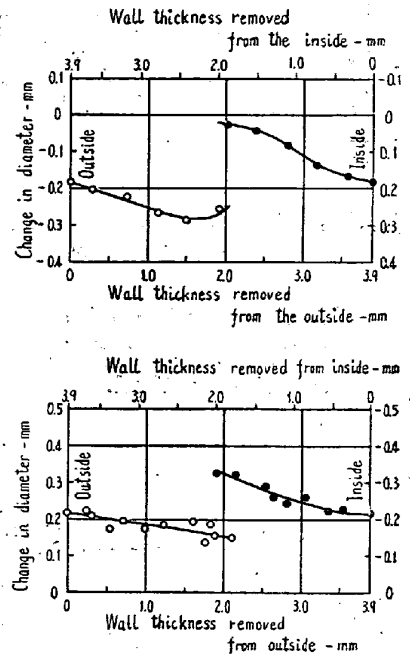 Wall thickness removed
from the inside - mm
3.9 3.0 2.0 1.0 0
0.1 0.1
0 0
-0.1 0.1
0.2 0.2
0.3 0.3
0.4 0.4
Change in diameter - mm
Outside
Inside
0 1.0 2.0 3.0 3.9
Wall thickness removed
from the outside - mm
Wall thickness removed from inside - mm
3.9 3.0 2.0 1.0 0
0.5 0.5
0.4 0.4
0.3 0.3
0.2 0.2
0.1 0.1
0
Change in diameter - mm
Outside
Inside
0 1.0 2.0 3.0 3.9
Wall thickness removed
from outside - mm